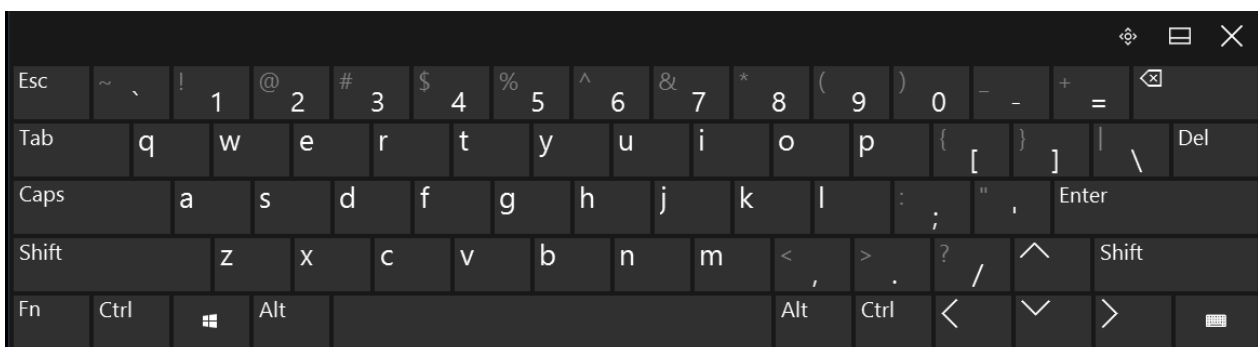 Esc ~ ` ! 1 @ 2 # 3 $ 4 % 5 ^ 6 & 7 * 8 ( 9 ) 0 _ - + =
Tab q w e r t y u i o p { [ } ] | \ Del
Caps a s d f g h j k l : ; " ' Enter
Shift z x c v b n m < , > . ? / Shift
Fn Ctrl Alt Alt Ctrl